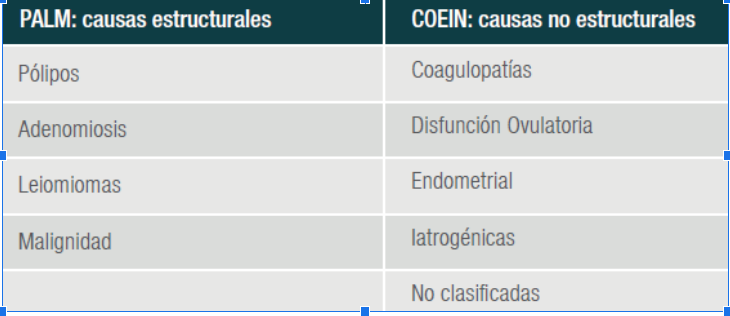 PALM: causas estructurales
COEIN: causas no estructurales
Pólipos
Coagulopatías
Adenomiosis
Disfunción Ovulatoria
Leiomiomas
Endometrial
Malignidad
Iatrogénicas
No clasificadas